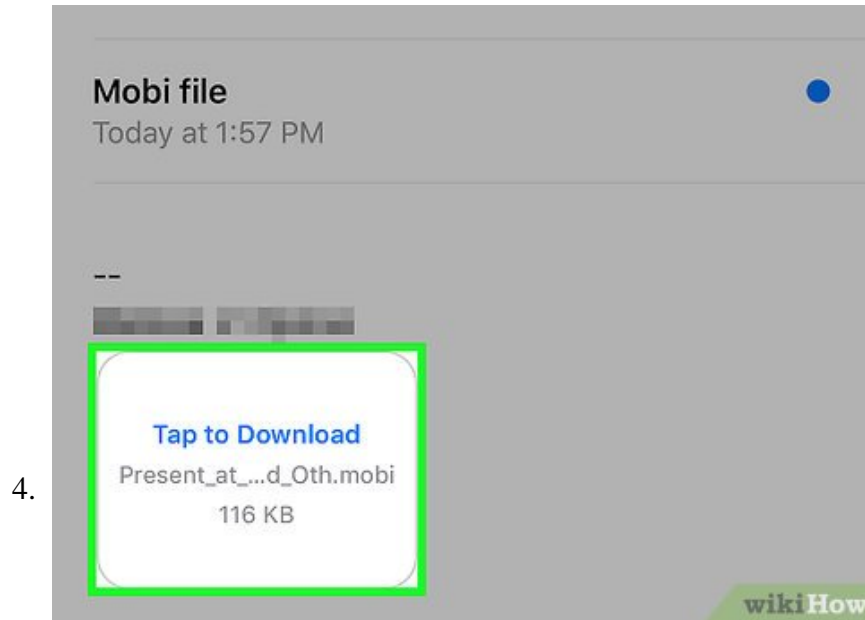 Mobi file
Today at 1:57 PM
--
Tap to Download
Present_at_...d_Oth.mobi
4.
116 KB
wikiHow